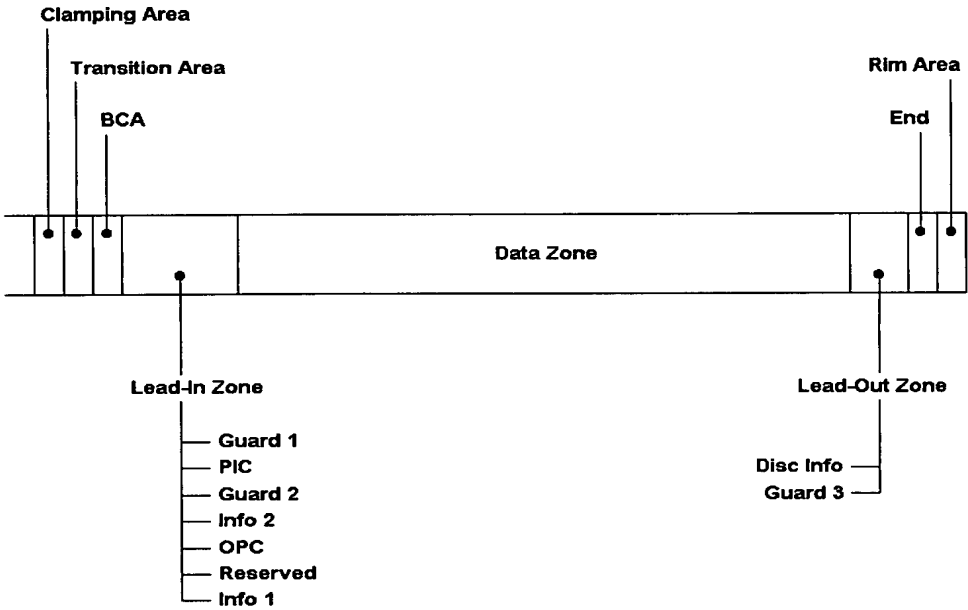 Clamping Area
Transition Area
BCA
Rim Area
End
Data Zone
Lead-In Zone
Guard 1
PIC
Guard 2
Info 2
OPC
Reserved
Info 1
Lead-Out Zone
Disc Info
Guard 3